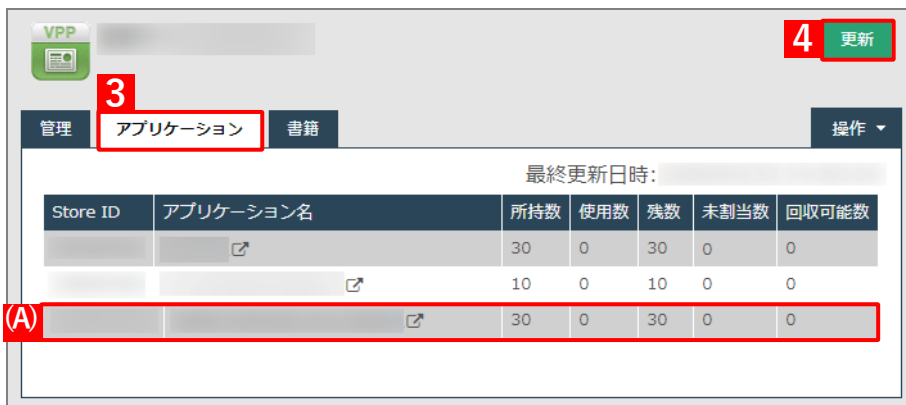 VPP
4 更新
3
管理 アプリケーション 書籍 操作
最終更新日時:
Store ID アプリケーション名 所持数 使用数 残数 未割当数 回収可能数
30 0 30 0 0
10 0 10 0 0
(A) 30 0 30 0 0